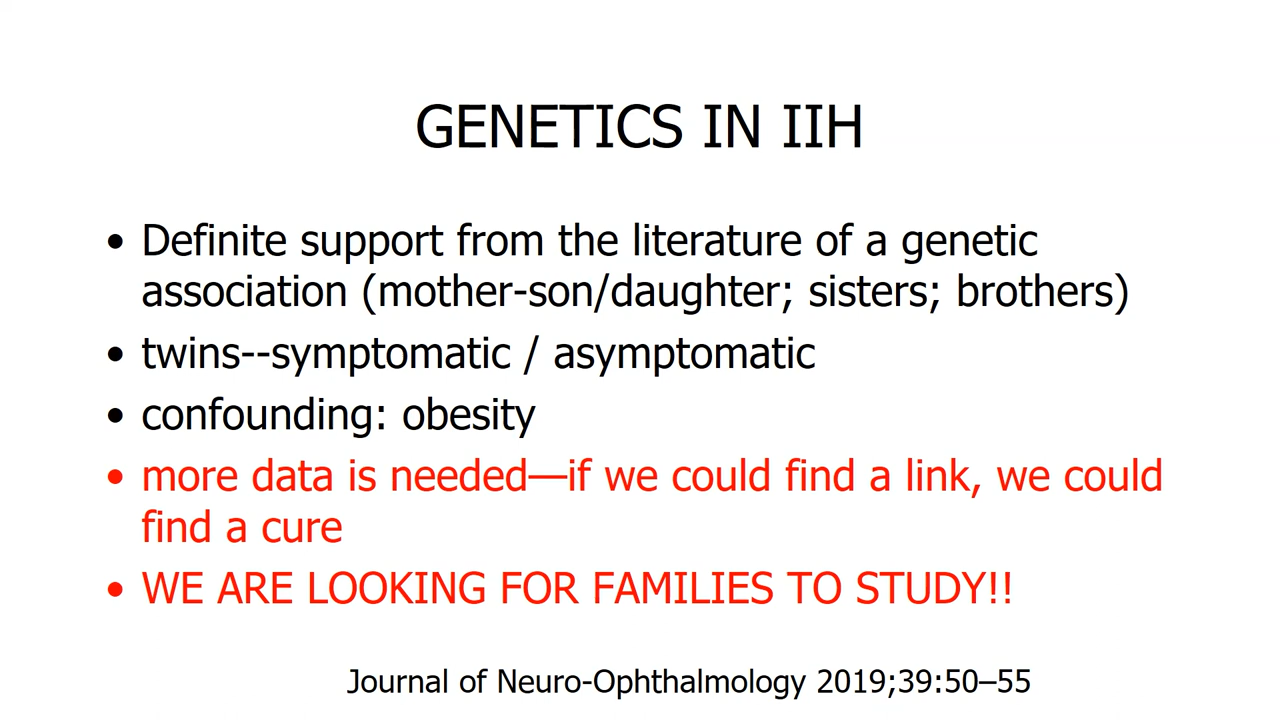 GENETICS IN IIH
• Definite support from the literature of a genetic
association (mother-son/daughter; sisters; brothers)
• twins--symptomatic / asymptomatic
• confounding: obesity
• more data is needed—if we could find a link, we could
find a cure
• WE ARE LOOKING FOR FAMILIES TO STUDY!!
Journal of Neuro-Ophthalmology 2019;39:50–55